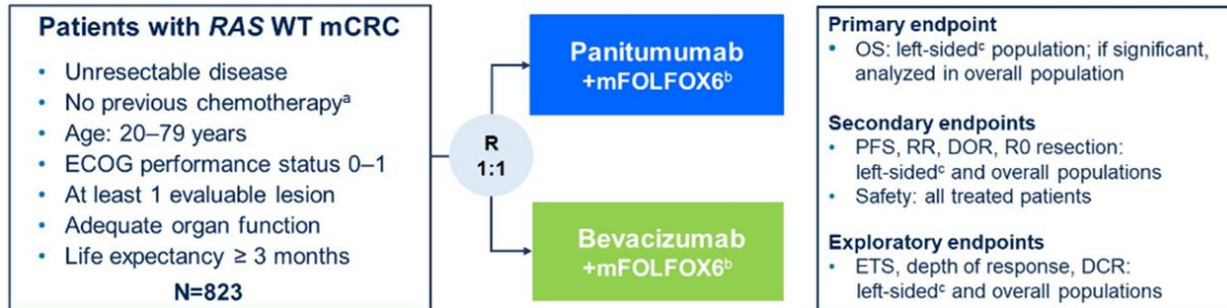 Patients with RAS WT mCRC
• Unresectable disease
• No previous chemotherapyᵃ
• Age: 20–79 years
• ECOG performance status 0–1
• At least 1 evaluable lesion
• Adequate organ function
• Life expectancy ≥ 3 months
N=823
R
1:1
Panitumumab
+mFOLFOX6ᵇ
Bevacizumab
+mFOLFOX6ᵇ
Primary endpoint
• OS: left-sidedᶜ population; if significant,
analyzed in overall population
Secondary endpoints
• PFS, RR, DOR, R0 resection:
left-sidedᶜ and overall populations
• Safety: all treated patients
Exploratory endpoints
• ETS, depth of response, DCR:
left-sidedᶜ and overall populations